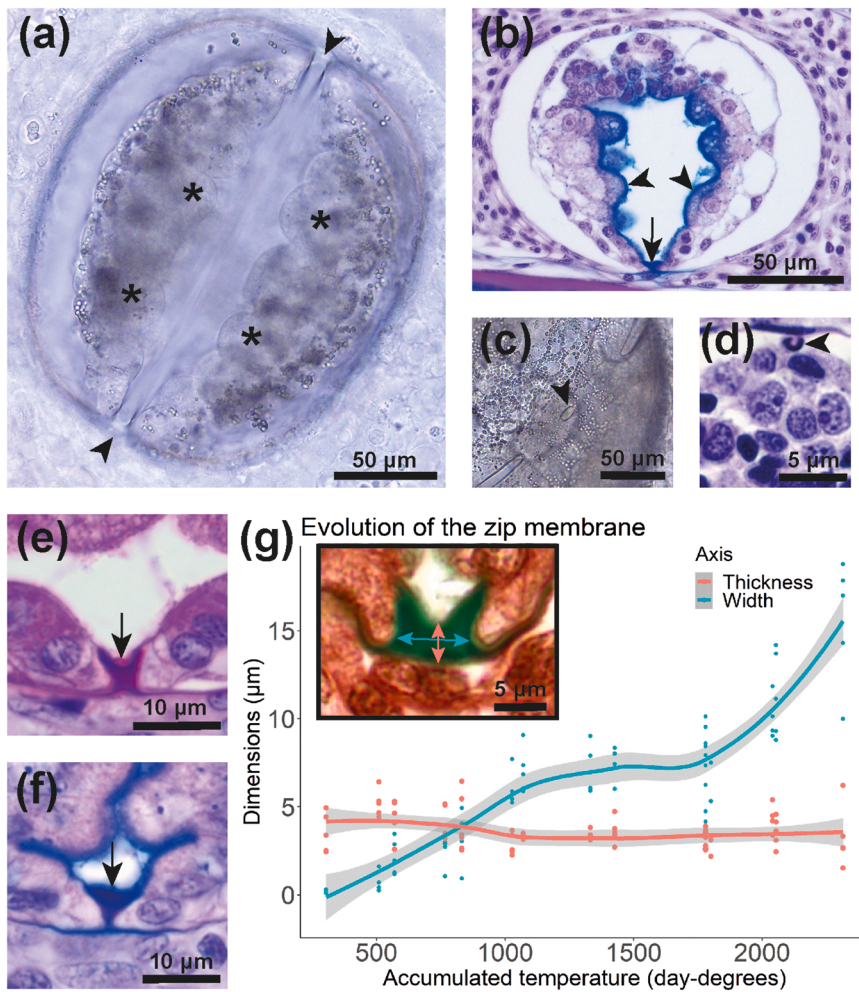 (a)
*
*
*
*
50 µm
(b)
50 µm
(c)
50 µm
(d)
5 µm
(e)
10 µm
(f)
10 µm
(g)
Evolution of the zip membrane
Axis
Thickness
Width
5 µm
Dimensions (µm)
15
10
5
0
500 1000 1500 2000
Accumulated temperature (day-degrees)